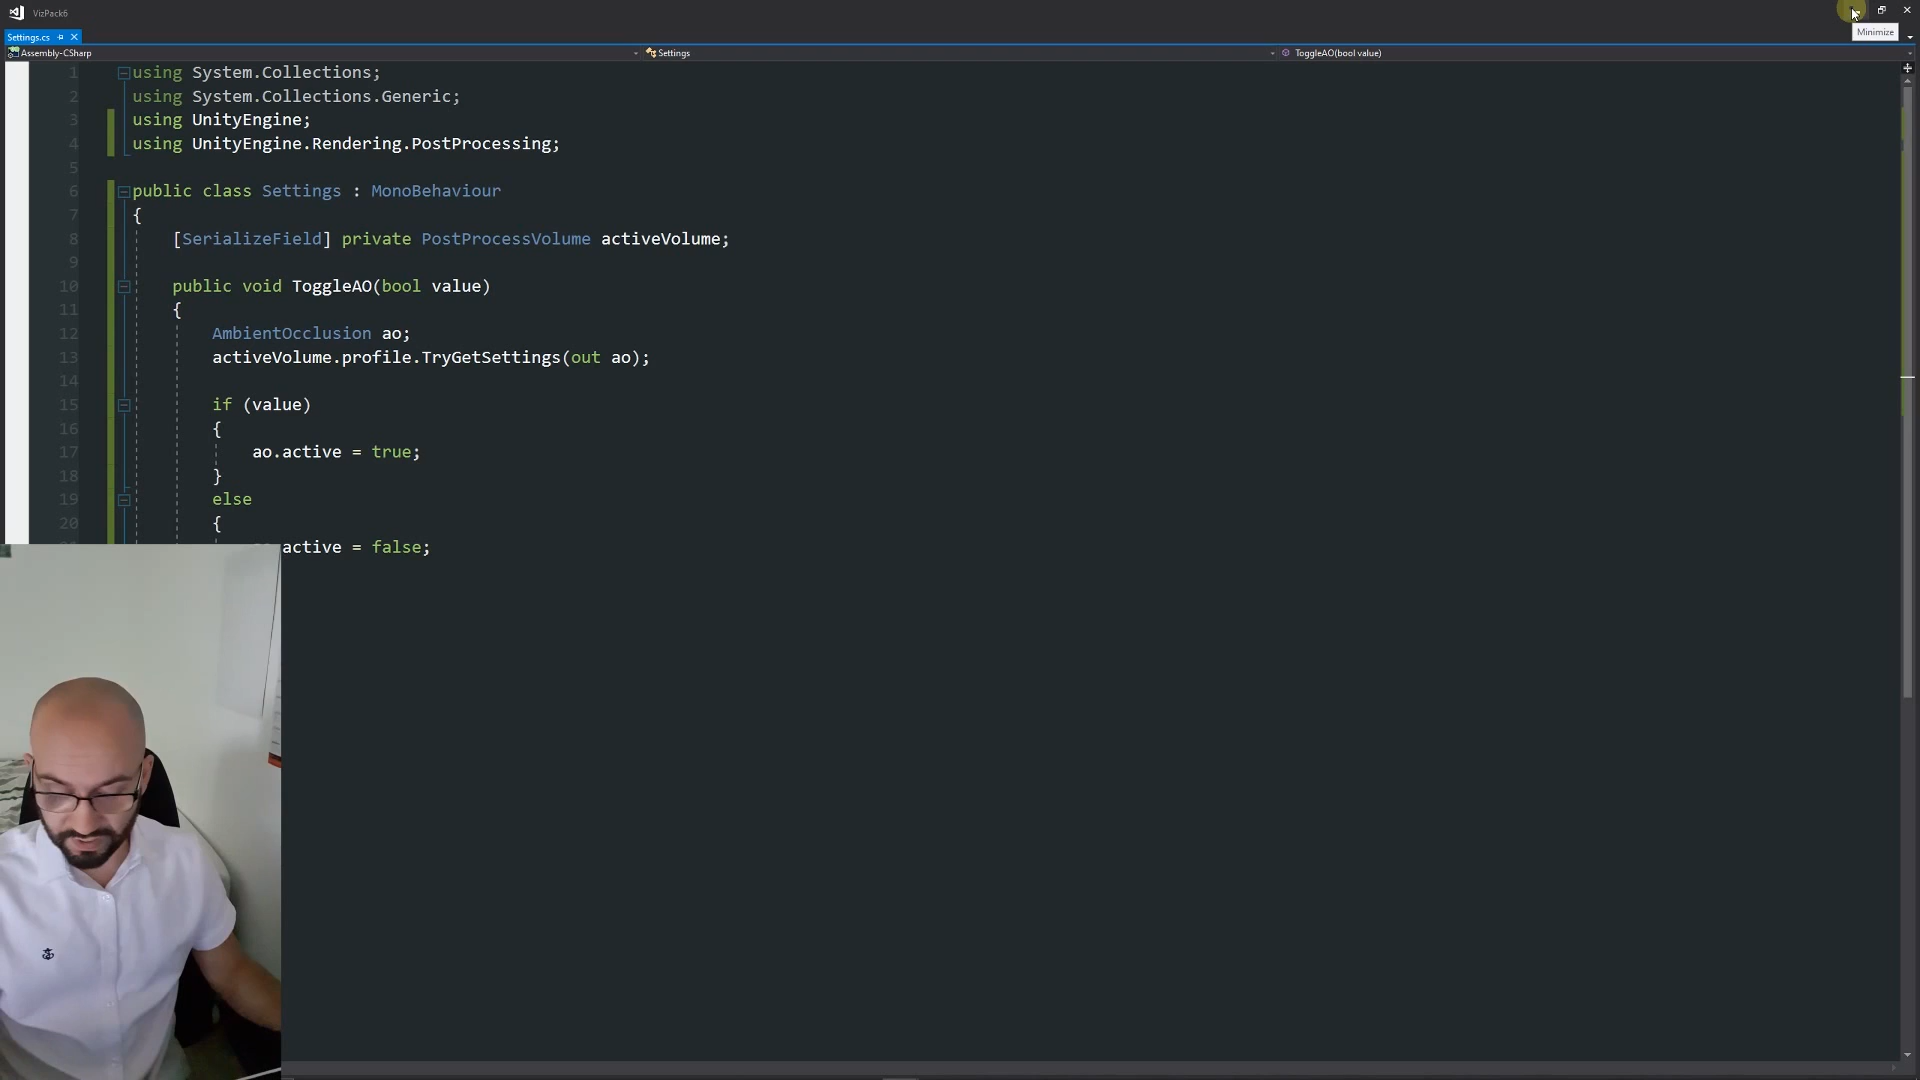 VizPack6
Minimize
Settings.cs
Assembly-CSharp
Settings
ToggleAO(bool value)
1 using System.Collections;
2 using System.Collections.Generic;
3 using UnityEngine;
4 using UnityEngine.Rendering.PostProcessing;
5
6 public class Settings : MonoBehaviour
7 {
8 [SerializeField] private PostProcessVolume activeVolume;
9
10 public void ToggleAO(bool value)
11 {
12 AmbientOcclusion ao;
13 activeVolume.profile.TryGetSettings(out ao);
14
15 if (value)
16 {
17 ao.active = true;
18 }
19 else
20 {
active = false;